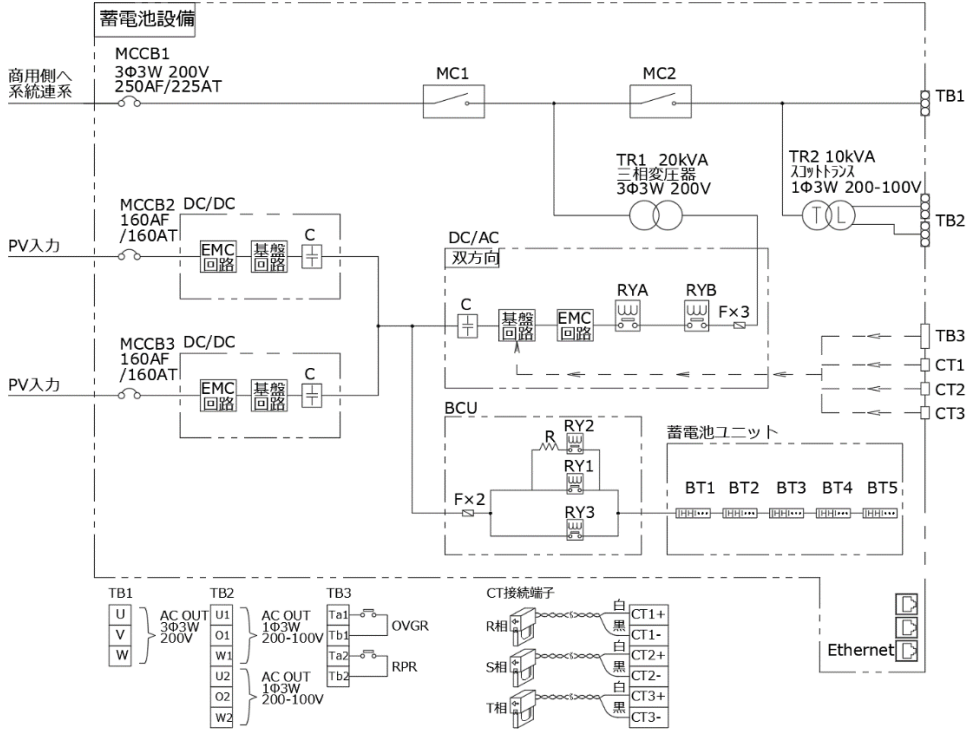 蓄電池設備
MCCB1
3Φ3W 200V
250AF/225AT
商用側へ
系統連系
MC1
MC2
TB1
TR1 20kVA
三相変圧器
3Φ3W 200V
TR2 10kVA
スコットトランス
1Φ3W 200-100V
T
L
TB2
MCCB2
160AF
/160AT
DC/DC
PV入力
EMC
回路
基盤
回路
C
DC/AC
双方向
C
基盤
回路
EMC
回路
RYA
RYB
F×3
MCCB3
160AF
/160AT
DC/DC
PV入力
EMC
回路
基盤
回路
C
TB3
CT1
CT2
CT3
BCU
R
RY2
RY1
RY3
F×2
蓄電池ユニット
BT1
BT2
BT3
BT4
BT5
TB1
U
V
W
AC OUT
3Φ3W
200V
TB2
U1
O1
W1
U2
O2
W2
AC OUT
1Φ3W
200-100V
AC OUT
1Φ3W
200-100V
TB3
Ta1
Tb1
Ta2
Tb2
OVGR
RPR
CT接続端子
R相
白
黒
CT1+
CT1-
S相
白
黒
CT2+
CT2-
T相
白
黒
CT3+
CT3-
Ethernet